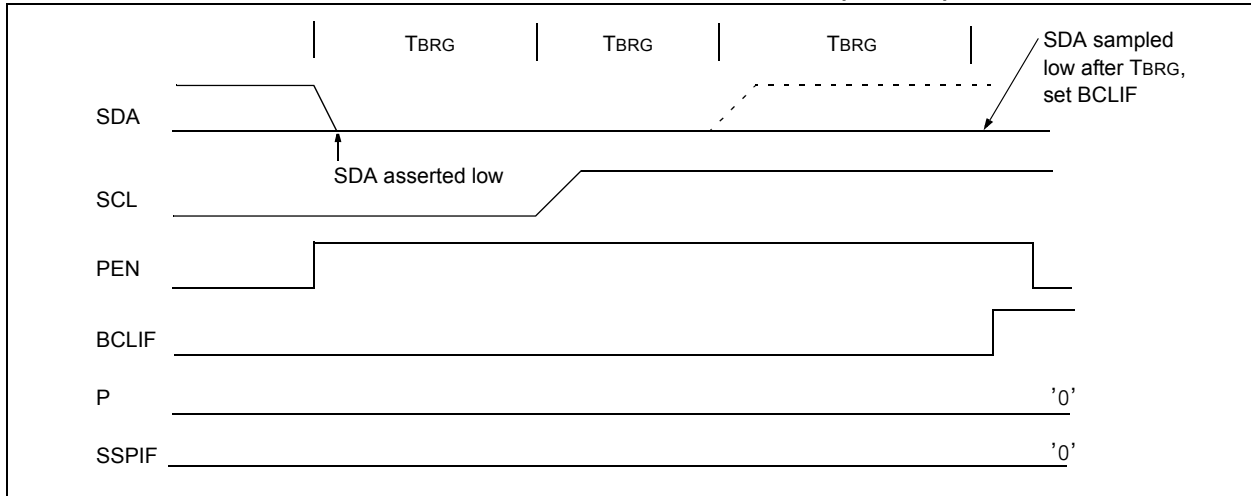 TBRG TBRG TBRG
SDA sampled
low after TBRG,
set BCLIF
SDA
SDA asserted low
SCL
PEN
BCLIF
P '0'
SSPIF '0'